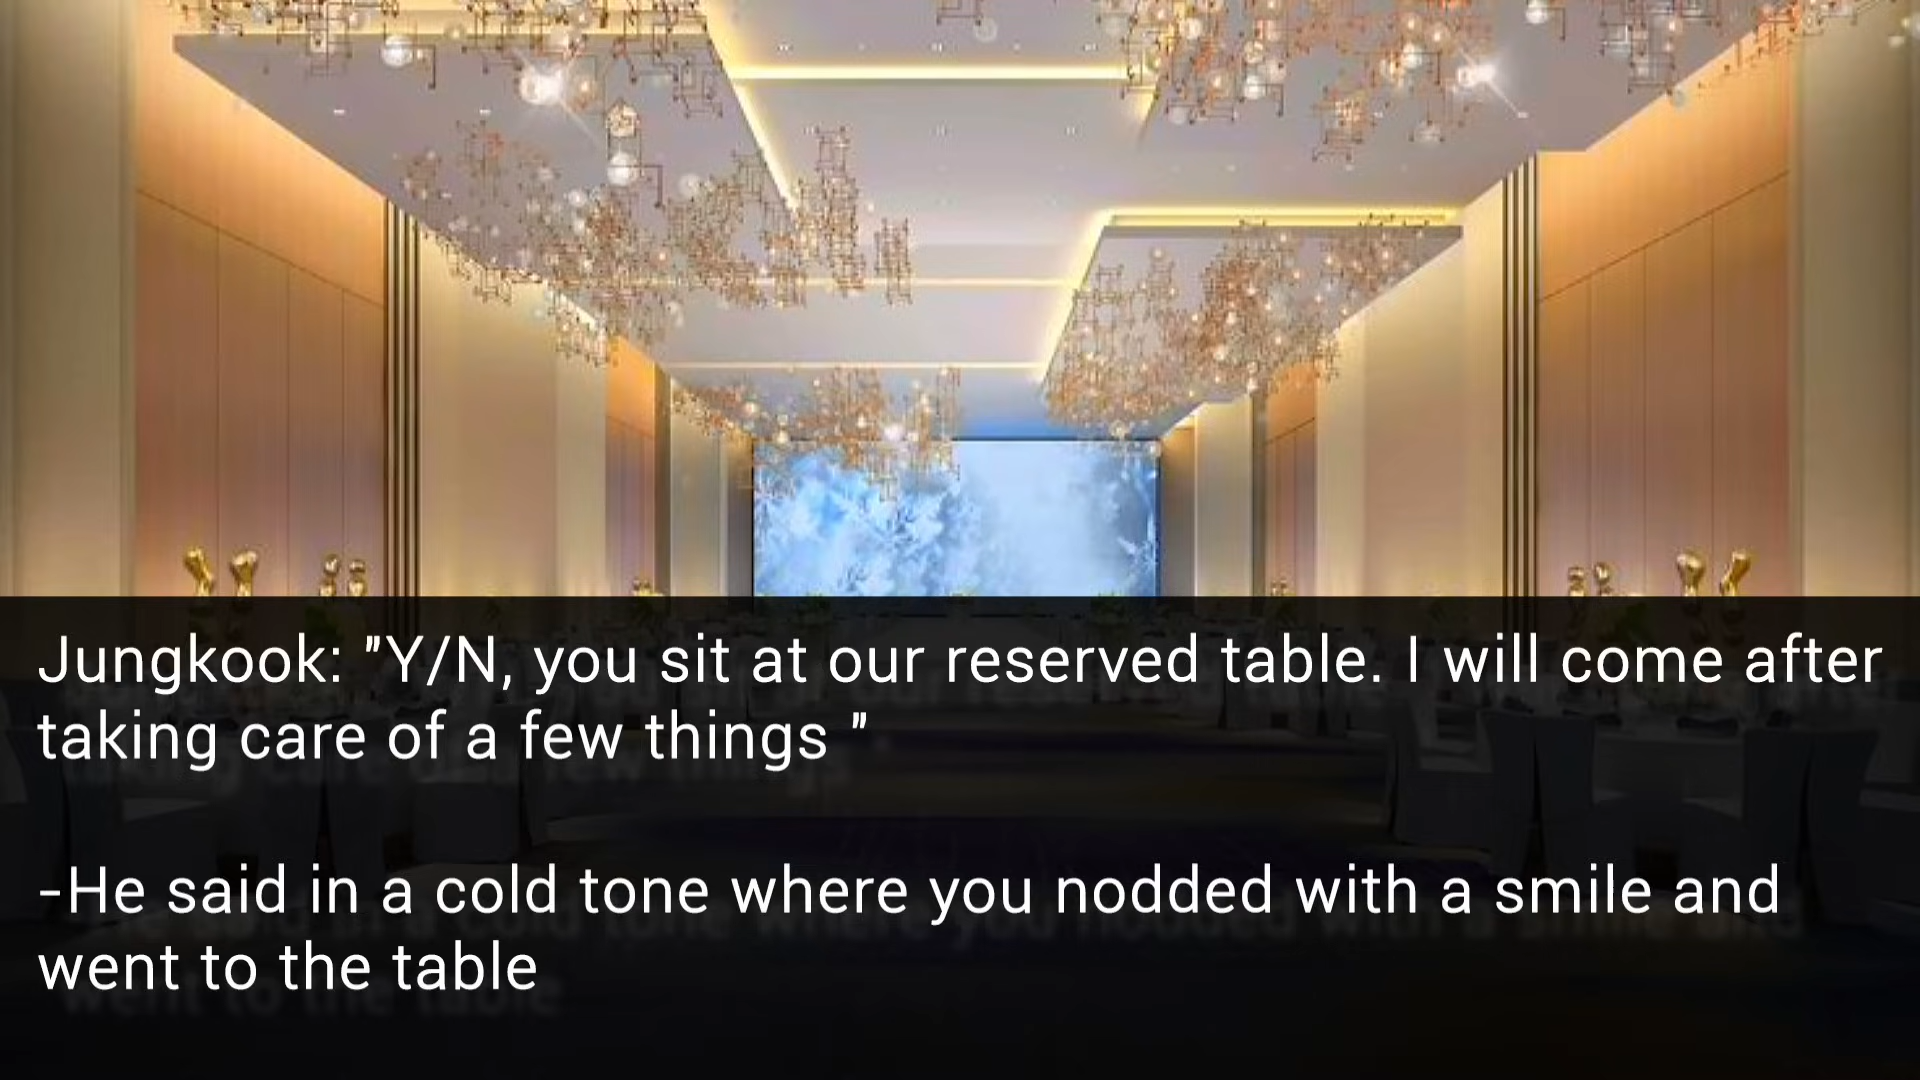 Jungkook: "Y/N, you sit at our reserved table. I will come after
taking care of a few things "
-He said in a cold tone where you nodded with a smile and
went to the table